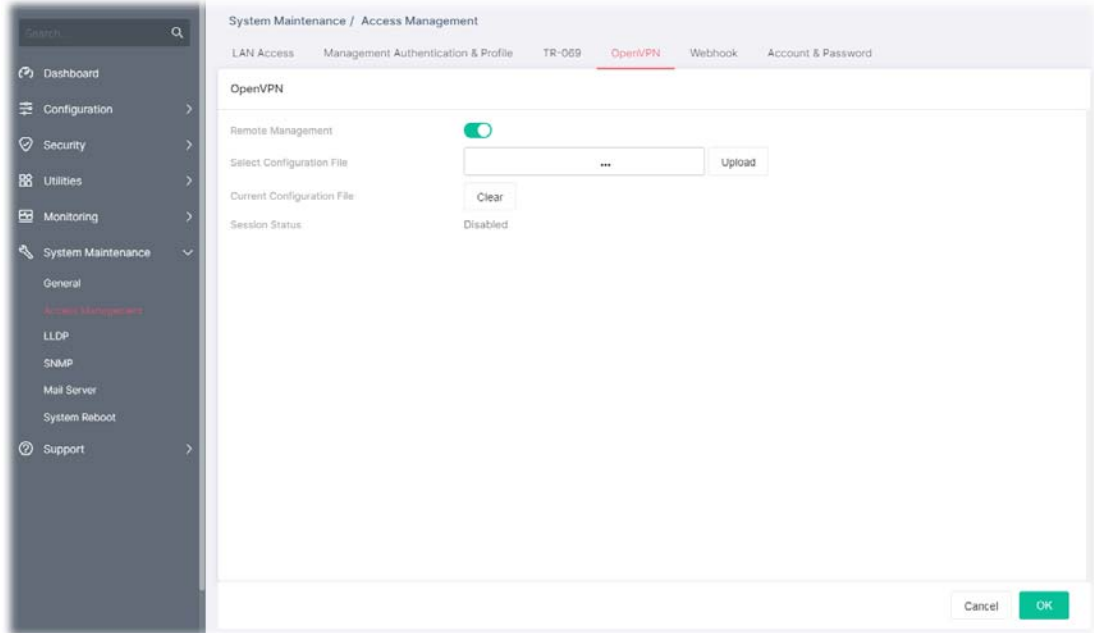 Search...
Dashboard
Configuration
Security
Utilities
Monitoring
System Maintenance
General
Access Management
LLDP
SNMP
Mail Server
System Reboot
Support
System Maintenance / Access Management
LAN Access Management Authentication & Profile TR-069 OpenVPN Webhook Account & Password
OpenVPN
Remote Management
Select Configuration File ... Upload
Current Configuration File Clear
Session Status Disabled
Cancel OK